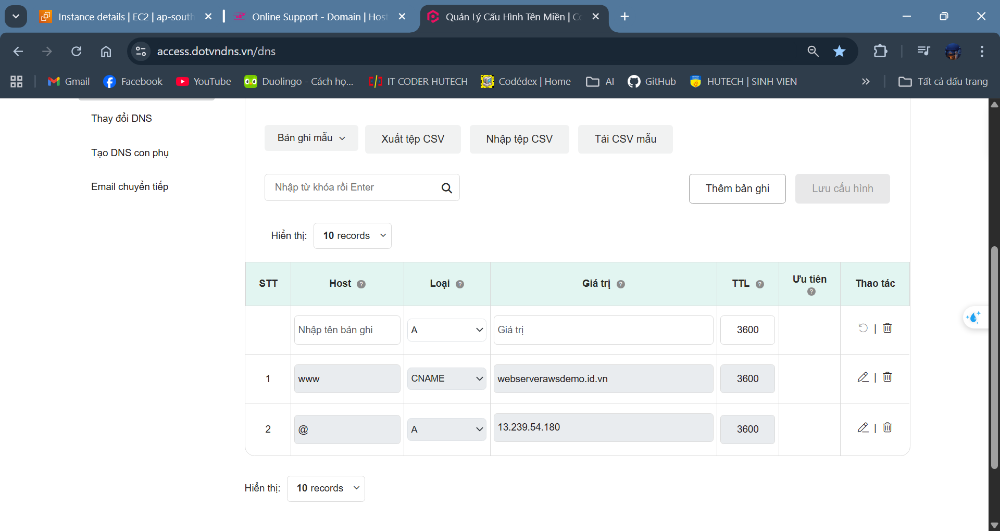 Instance details | EC2 | ap-south
Online Support - Domain | Host
Quản Lý Cấu Hình Tên Miền | Co
access.dotvndns.vn/dns
Gmail
Facebook
YouTube
Duolingo - Cách họ...
IT CODER HUTECH
Codédex | Home
AI
GitHub
HUTECH | SINH VIEN
Tất cả dấu trang
Thay đổi DNS
Tạo DNS con phụ
Email chuyển tiếp
Bản ghi mẫu
Xuất tệp CSV
Nhập tệp CSV
Tải CSV mẫu
Nhập từ khóa rồi Enter
Thêm bản ghi
Lưu cấu hình
Hiển thị:
10 records
STT
Host ?
Loại ?
Giá trị ?
TTL ?
Ưu tiên ?
Thao tác
Nhập tên bản ghi
A
Giá trị
3600
|
1
www
CNAME
webserverawsdemo.id.vn
3600
|
2
@
A
13.239.54.180
3600
|
Hiển thị:
10 records